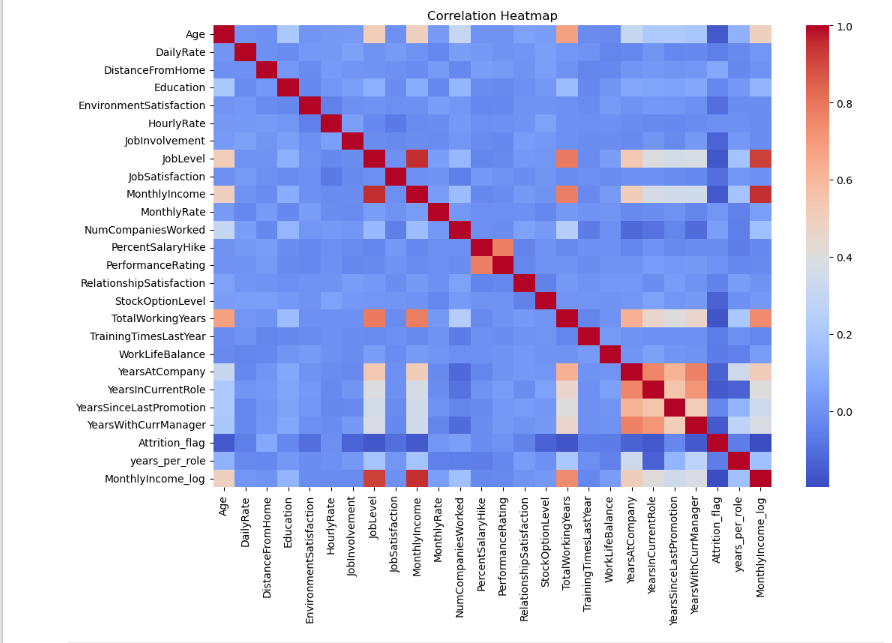 Correlation Heatmap
Age
DailyRate
DistanceFromHome
Education
EnvironmentSatisfaction
HourlyRate
JobInvolvement
JobLevel
JobSatisfaction
MonthlyIncome
MonthlyRate
NumCompaniesWorked
PercentSalaryHike
PerformanceRating
RelationshipSatisfaction
StockOptionLevel
TotalWorkingYears
TrainingTimesLastYear
WorkLifeBalance
YearsAtCompany
YearsInCurrentRole
YearsSinceLastPromotion
YearsWithCurrManager
Attrition_flag
years_per_role
MonthlyIncome_log
Age
DailyRate
DistanceFromHome
Education
EnvironmentSatisfaction
HourlyRate
JobInvolvement
JobLevel
JobSatisfaction
MonthlyIncome
MonthlyRate
NumCompaniesWorked
PercentSalaryHike
PerformanceRating
RelationshipSatisfaction
StockOptionLevel
TotalWorkingYears
TrainingTimesLastYear
WorkLifeBalance
YearsAtCompany
YearsInCurrentRole
YearsSinceLastPromotion
YearsWithCurrManager
Attrition_flag
years_per_role
MonthlyIncome_log
1.0
0.8
0.6
0.4
0.2
0.0